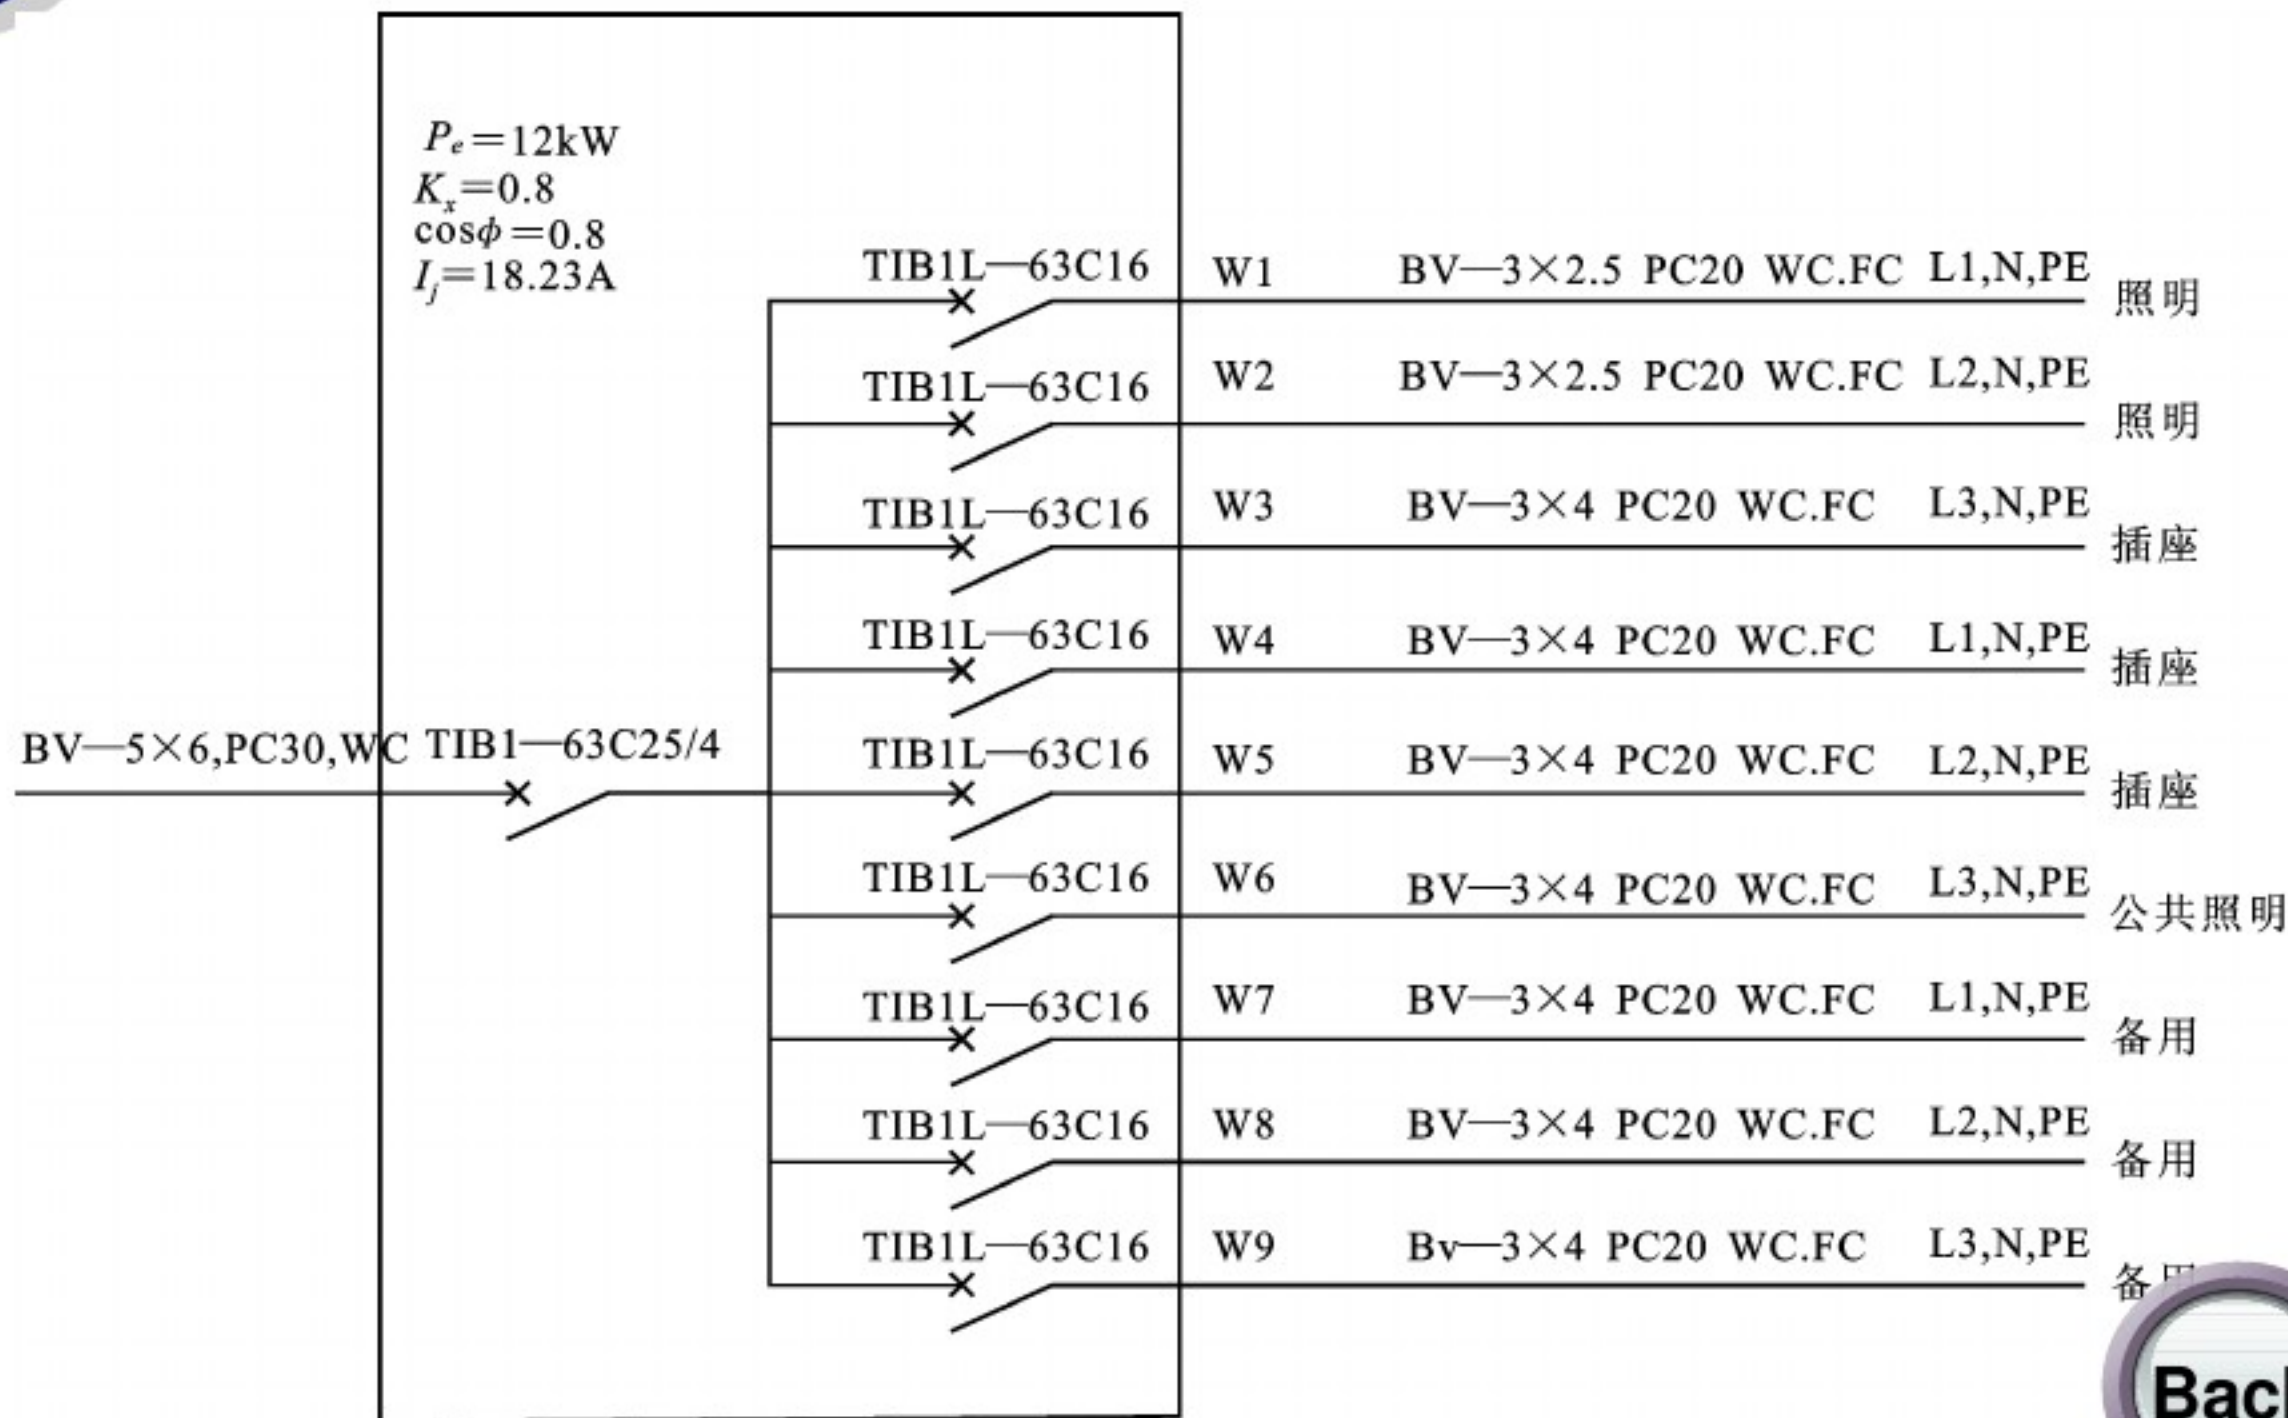 Pe=12kW
Kx=0.8
cosϕ=0.8
Ij=18.23A
TIB1L—63C16 W1 BV—3×2.5 PC20 WC.FC L1,N,PE 照明
TIB1L—63C16 W2 BV—3×2.5 PC20 WC.FC L2,N,PE 照明
TIB1L—63C16 W3 BV—3×4 PC20 WC.FC L3,N,PE 插座
TIB1L—63C16 W4 BV—3×4 PC20 WC.FC L1,N,PE 插座
BV—5×6,PC30,WC TIB1—63C25/4 TIB1L—63C16 W5 BV—3×4 PC20 WC.FC L2,N,PE 插座
TIB1L—63C16 W6 BV—3×4 PC20 WC.FC L3,N,PE 公共照明
TIB1L—63C16 W7 BV—3×4 PC20 WC.FC L1,N,PE 备用
TIB1L—63C16 W8 BV—3×4 PC20 WC.FC L2,N,PE 备用
TIB1L—63C16 W9 Bv—3×4 PC20 WC.FC L3,N,PE 备